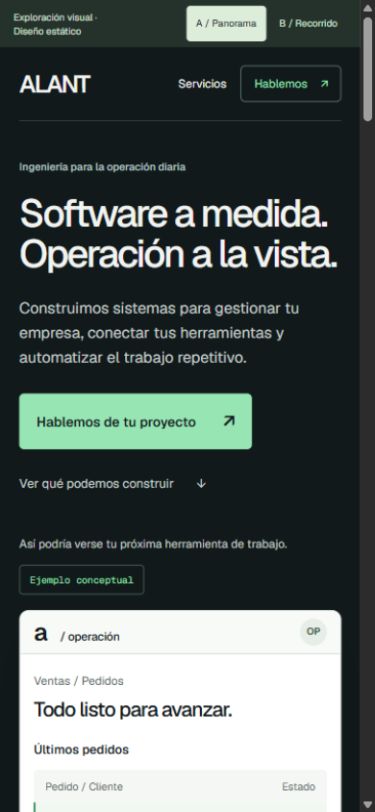 Exploración visual ·
Diseño estático
A / Panorama
B / Recorrido
ALANT
Servicios
Hablemos ↗
Ingeniería para la operación diaria
Software a medida.
Operación a la vista.
Construimos sistemas para gestionar tu
empresa, conectar tus herramientas y
automatizar el trabajo repetitivo.
Hablemos de tu proyecto ↗
Ver qué podemos construir ↓
Así podría verse tu próxima herramienta de trabajo.
Ejemplo conceptual
a / operación
OP
Ventas / Pedidos
Todo listo para avanzar.
Últimos pedidos
Pedido / Cliente
Estado